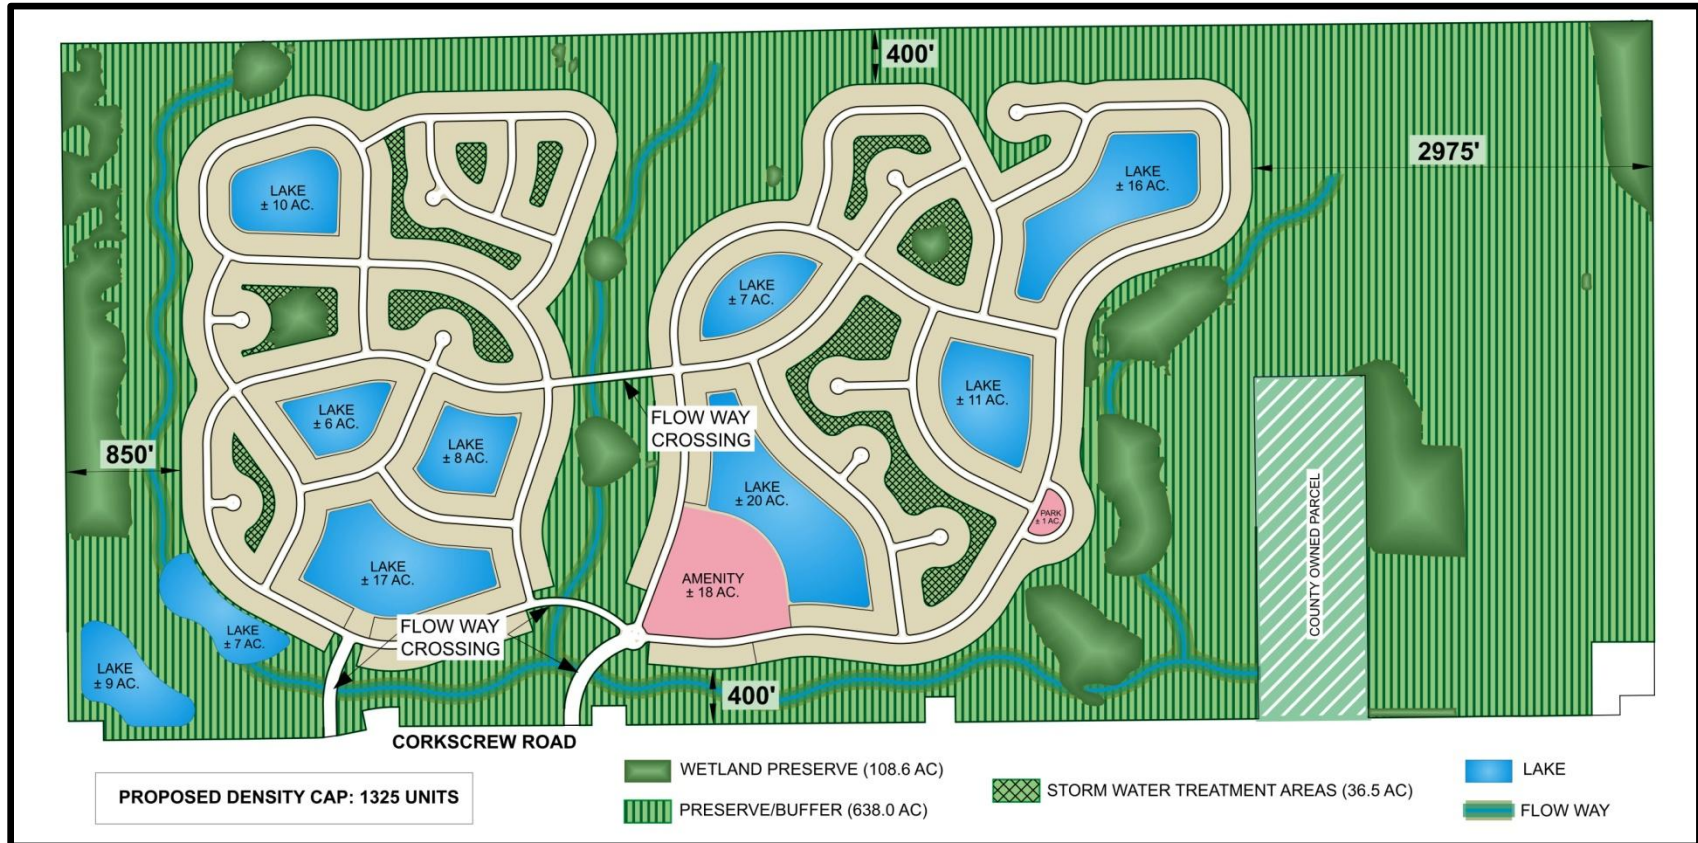 400'
2975'
LAKE
± 10 AC.
LAKE
± 16 AC.
LAKE
± 7 AC.
LAKE
± 6 AC.
LAKE
± 8 AC.
FLOW WAY
CROSSING
LAKE
± 11 AC.
850'
LAKE
± 20 AC.
PARK
± 1 AC.
LAKE
± 17 AC.
AMENITY
± 18 AC.
COUNTY OWNED PARCEL
LAKE
± 7 AC.
FLOW WAY
CROSSING
LAKE
± 9 AC.
400'
CORKSCREW ROAD
PROPOSED DENSITY CAP: 1325 UNITS
WETLAND PRESERVE (108.6 AC)
PRESERVE/BUFFER (638.0 AC)
STORM WATER TREATMENT AREAS (36.5 AC)
LAKE
FLOW WAY